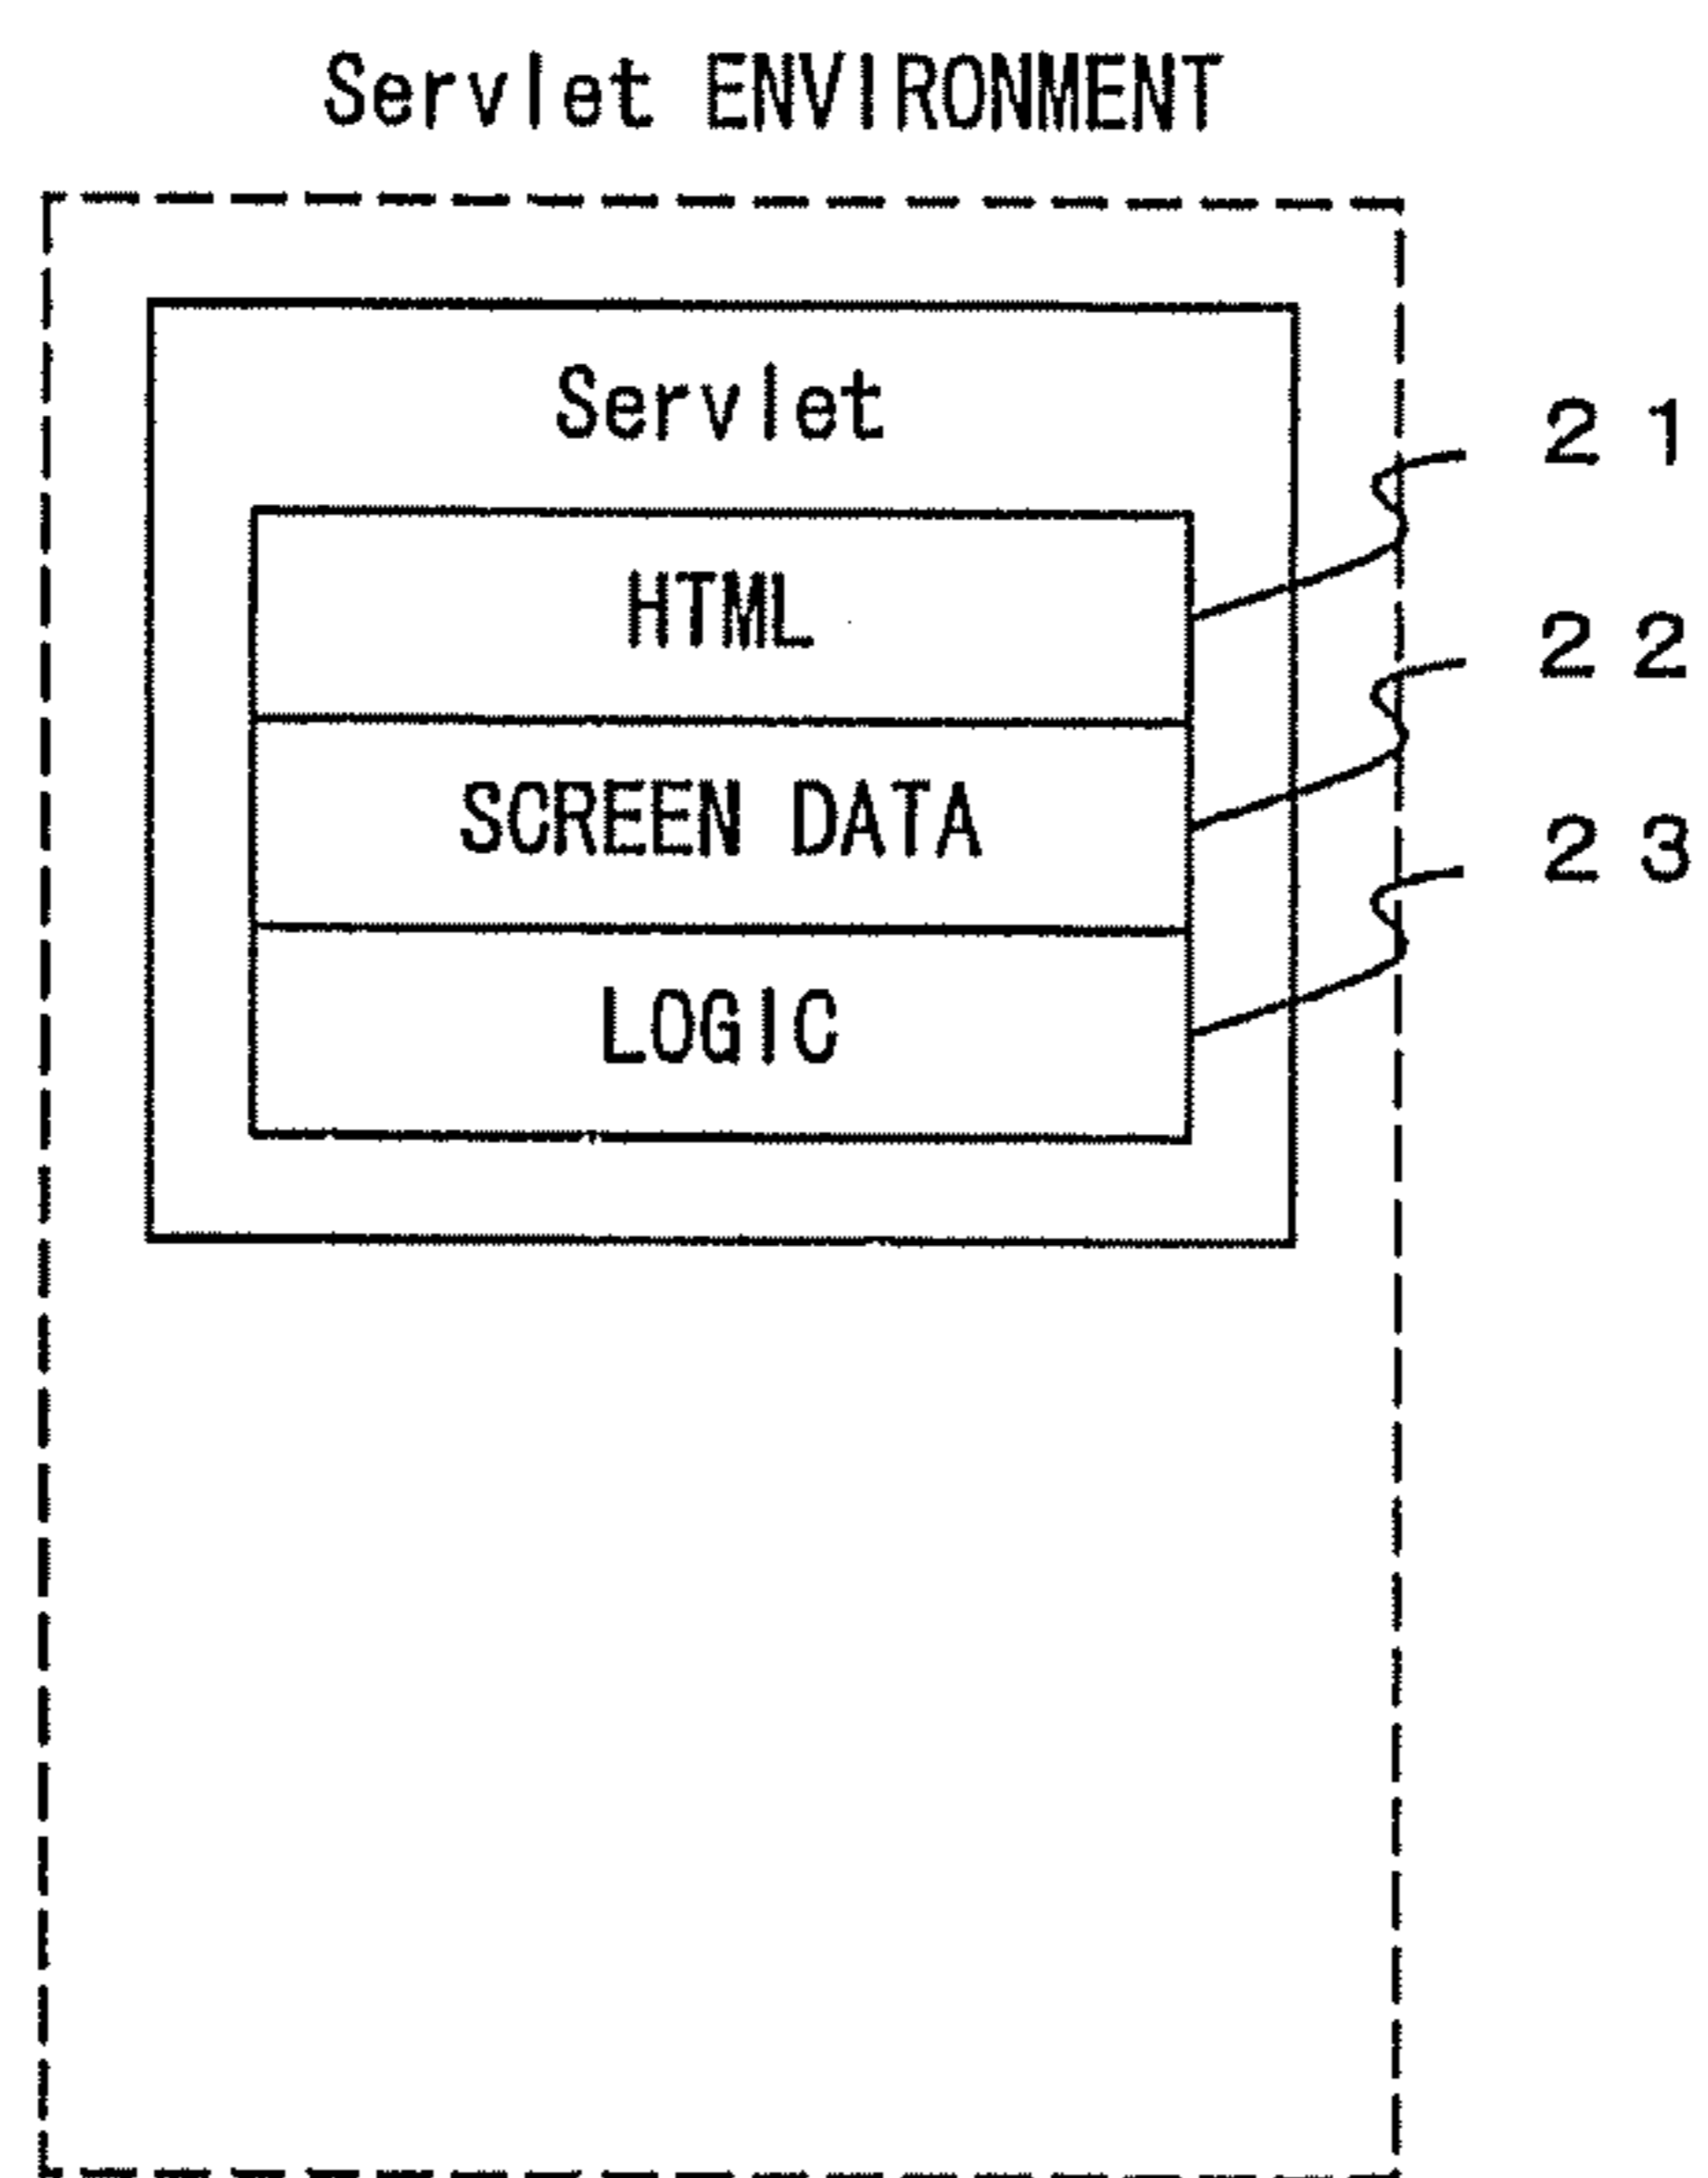 Servlet ENVIRONMENT
Servlet
21
HTML
22
SCREEN DATA
23
LOGIC